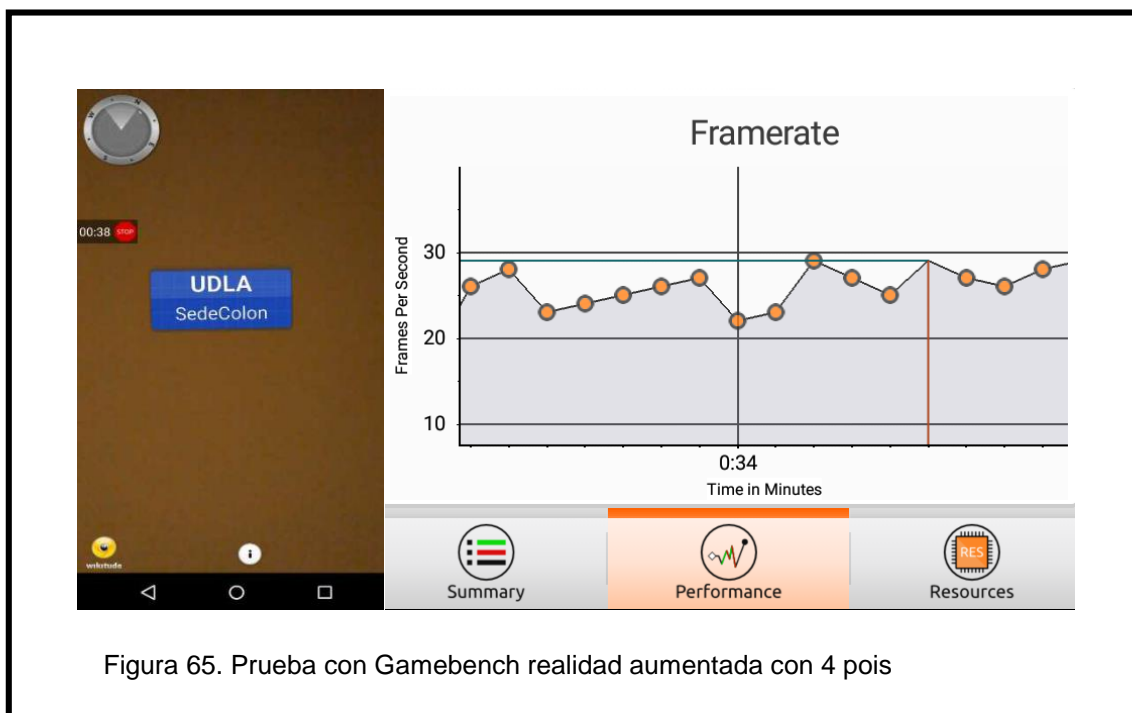 00:38 STOP
UDLA
SedeColon
wikitude
i
Framerate
Frames Per Second
30
20
10
0:34
Time in Minutes
Summary
Performance
RES
Resources
Figura 65. Prueba con Gamebench realidad aumentada con 4 pois